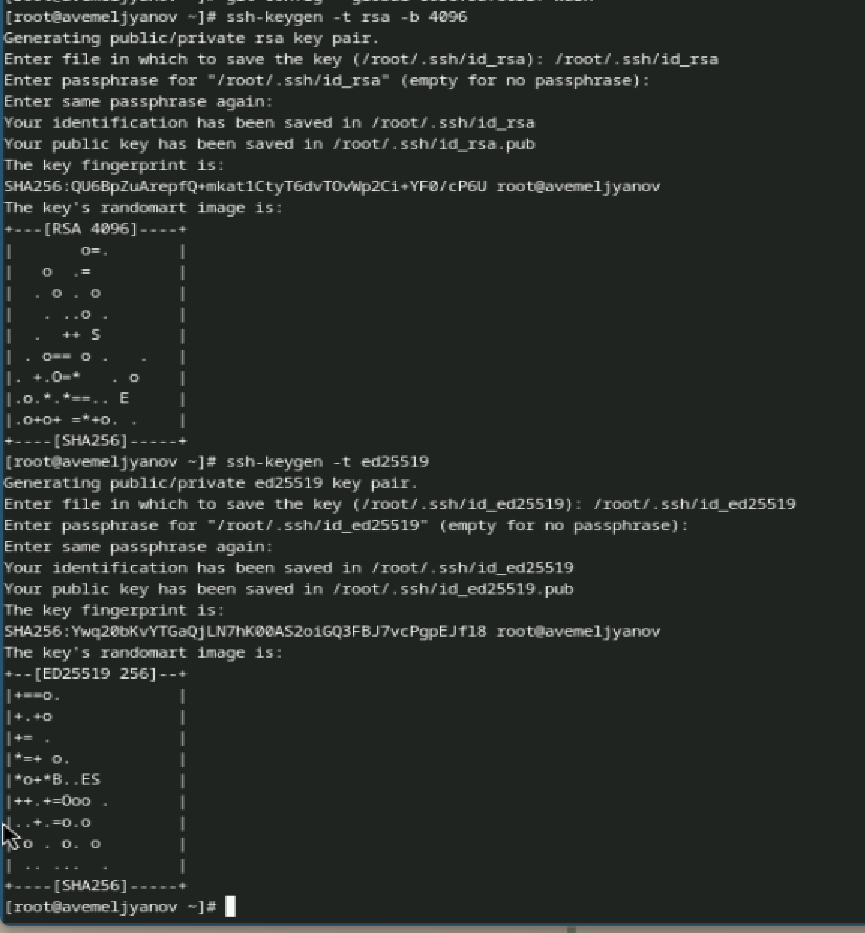 [root@avemeljyanov ~]# ssh-keygen -t rsa -b 4096
Generating public/private rsa key pair.
Enter file in which to save the key (/root/.ssh/id_rsa): /root/.ssh/id_rsa
Enter passphrase for "/root/.ssh/id_rsa" (empty for no passphrase):
Enter same passphrase again:
Your identification has been saved in /root/.ssh/id_rsa
Your public key has been saved in /root/.ssh/id_rsa.pub
The key fingerprint is:
SHA256:QU6BpZuArepfQ+mkat1CtyT6dvTOvWp2Ci+YF0/cP6U root@avemeljyanov
The key's randomart image is:
+---[RSA 4096]----+
|       o=.       |
|   o  .=         |
|  . o . o        |
|   . ..o .       |
|  .  ++ S        |
| . o== o .   .   |
|. +.O=*   . o    |
|.o.*.*==.. E     |
|.o+o+ =*+o. .    |
+----[SHA256]-----+
[root@avemeljyanov ~]# ssh-keygen -t ed25519
Generating public/private ed25519 key pair.
Enter file in which to save the key (/root/.ssh/id_ed25519): /root/.ssh/id_ed25519
Enter passphrase for "/root/.ssh/id_ed25519" (empty for no passphrase):
Enter same passphrase again:
Your identification has been saved in /root/.ssh/id_ed25519
Your public key has been saved in /root/.ssh/id_ed25519.pub
The key fingerprint is:
SHA256:Ywq20bKvYTGaQjLN7hK00AS2oiGQ3FBJ7vcPgpEJfl8 root@avemeljyanov
The key's randomart image is:
+--[ED25519 256]--+
|+==o.            |
|+.+o             |
|+= .             |
|*=+ o.           |
|*o+*B..ES        |
|++.+=Ooo .       |
|..+.=o.o         |
| o . o. o        |
| .. ...  .       |
+----[SHA256]-----+
[root@avemeljyanov ~]#